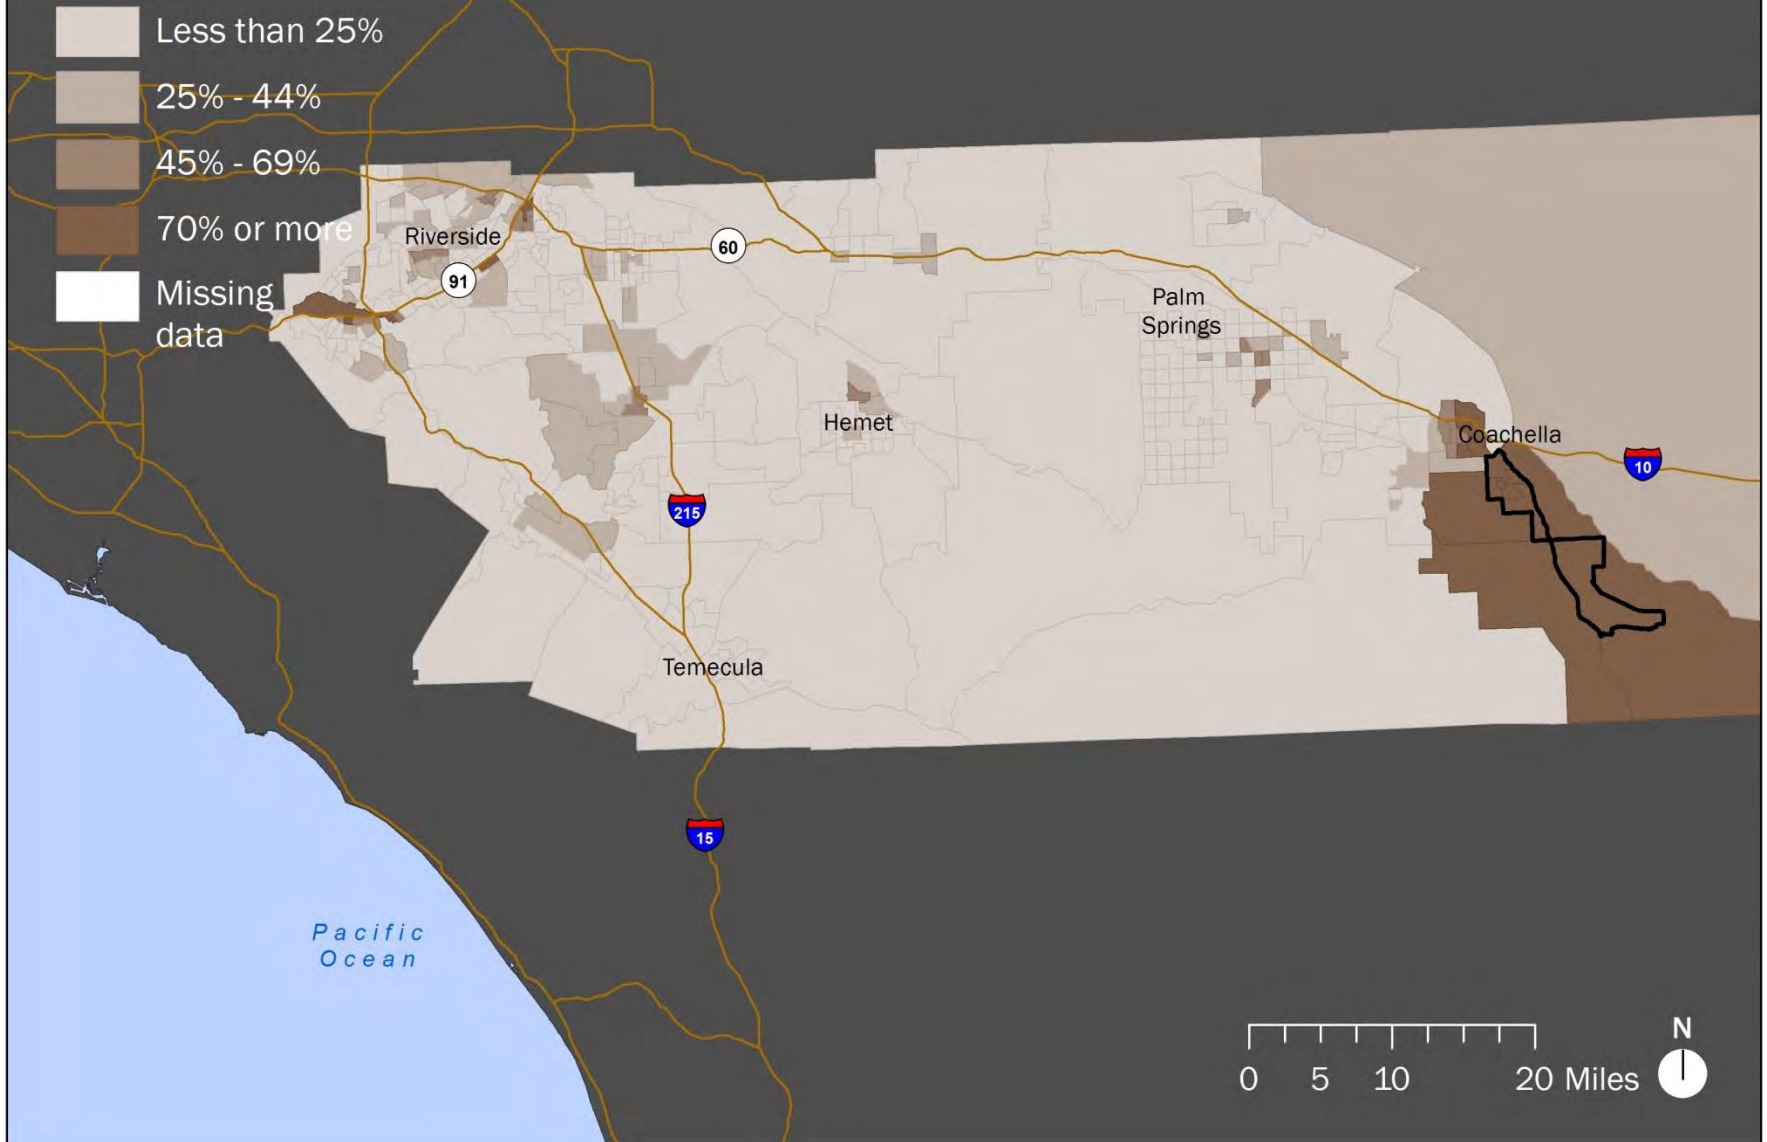 Less than 25%
25% - 44%
45% - 69%
70% or more
Missing
data
Riverside
60
91
Palm
Springs
Hemet
Coachella
10
215
Temecula
15
Pacific
Ocean
N
0 5 10 20 Miles